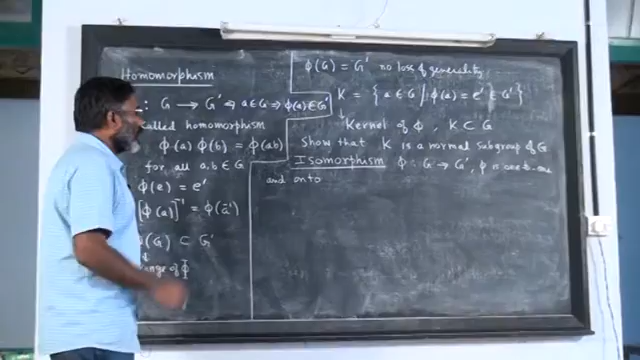 Homomorphism
: G → G' ⇒ a ∈ G ⇒ φ(a) ∈ G'
called homomorphism
φ(a) φ(b) = φ(ab)
for all a,b ∈ G
φ(e) = e'
[φ(a)]⁻¹ = φ(a⁻¹)
(G) ⊂ G'
range of Φ
φ(G) = G' no loss of generality
K = { a ∈ G / φ(a) = e' ∈ G' }
Kernel of φ, K ⊂ G
Show that K is a normal subgroup of G
Isomorphism φ : G → G', φ is one-to-one
and onto